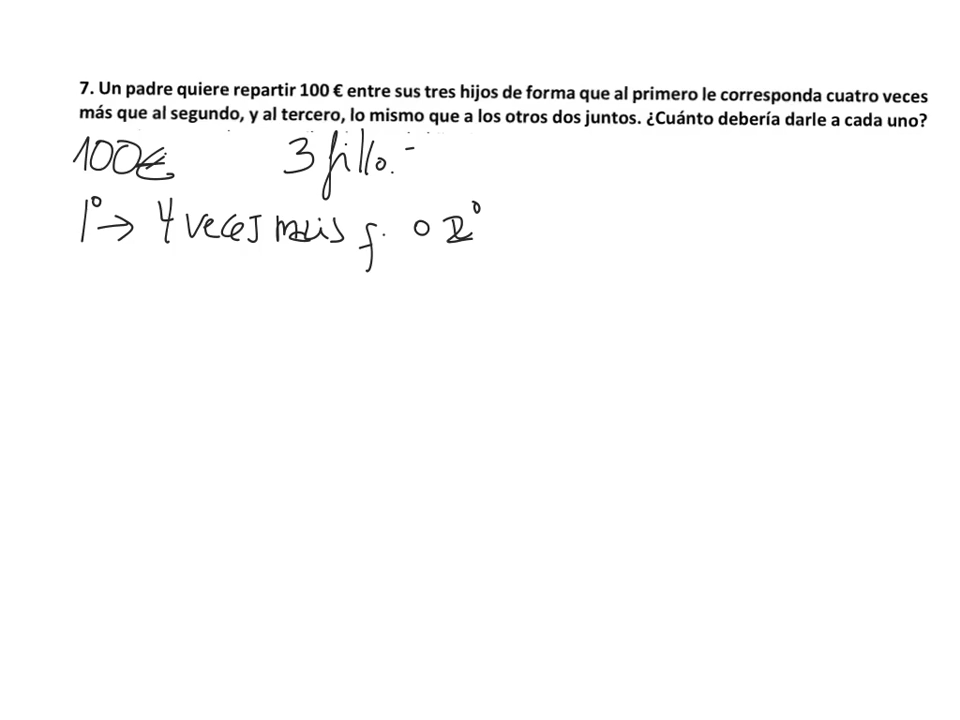 7. Un padre quiere repartir 100 € entre sus tres hijos de forma que al primero le corresponda cuatro veces
más que al segundo, y al tercero, lo mismo que a los otros dos juntos. ¿Cuánto debería darle a cada uno?
100€ 3 fillo.
1º → 4 veces mais q. o 2º